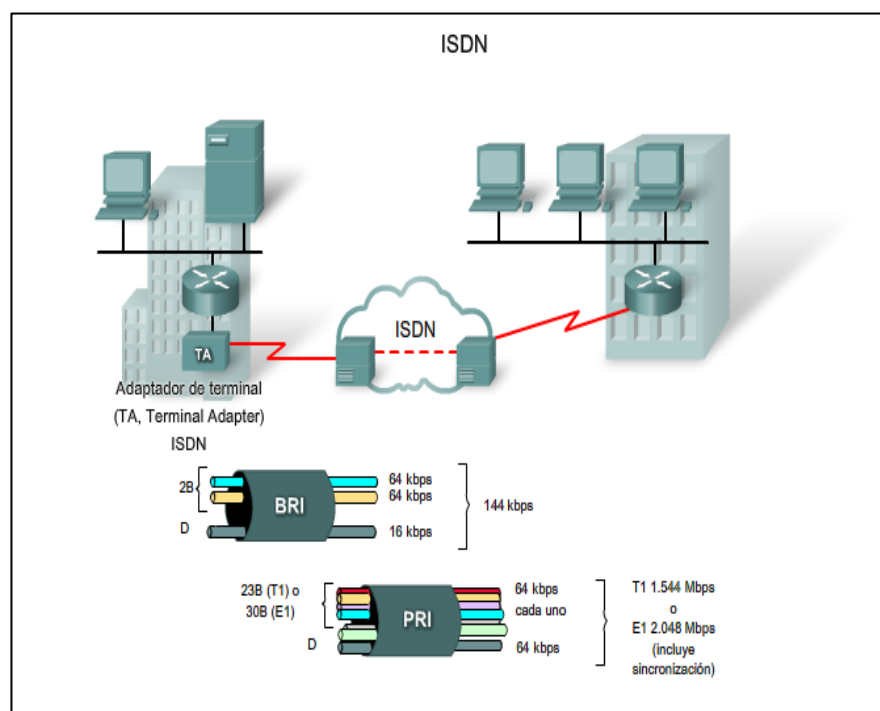 ISDN
ISDN
TA
Adaptador de terminal
(TA, Terminal Adapter)
ISDN
2B
D
BRI
64 kbps
64 kbps
16 kbps
144 kbps
23B (T1) o
30B (E1)
D
PRI
64 kbps
cada uno
64 kbps
T1 1.544 Mbps
o
E1 2.048 Mbps
(incluye
sincronización)